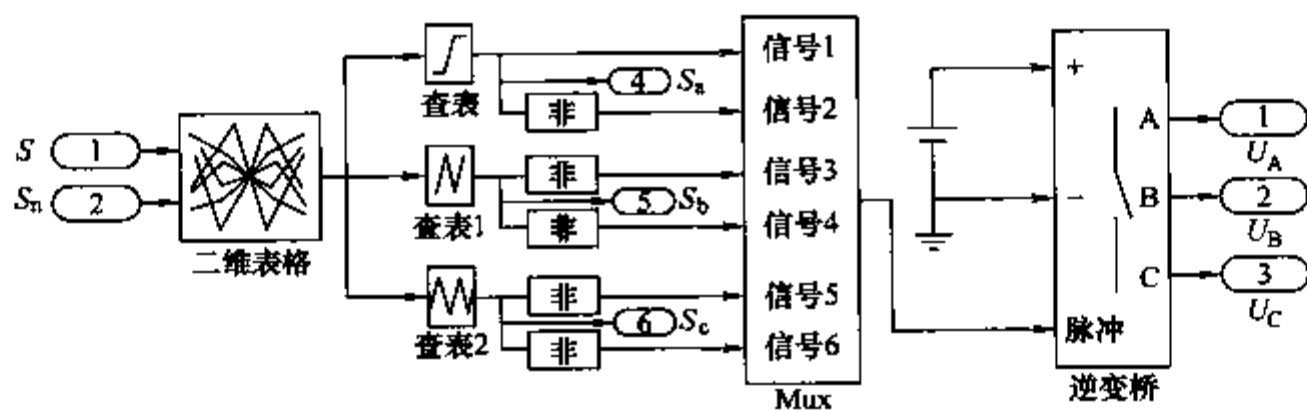 S
1
Sn
2
二维表格
查表
4
Sa
非
查表1
非
5
Sb
非
查表2
非
6
Sc
非
信号1
信号2
信号3
信号4
信号5
信号6
Mux
+
−
脉冲
A
B
C
逆变桥
1
UA
2
UB
3
UC